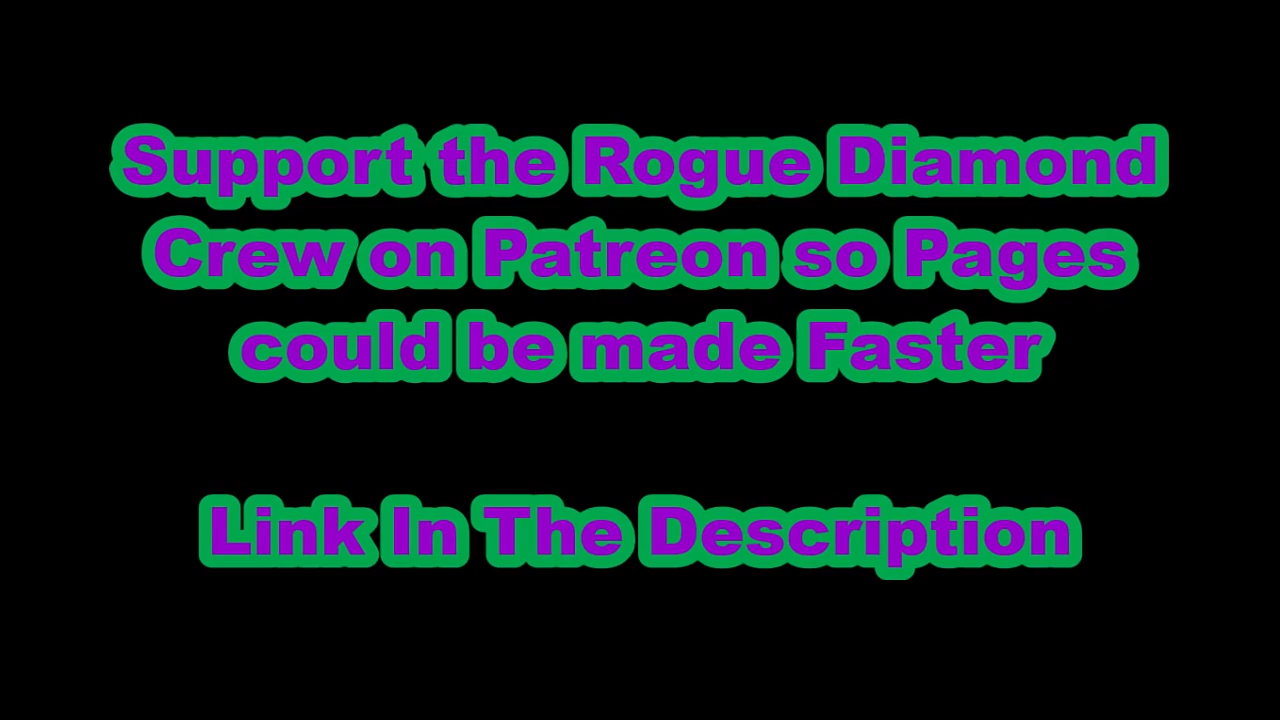 Support the Rogue Diamond
Crew on Patreon so Pages
could be made Faster
Link In The Description